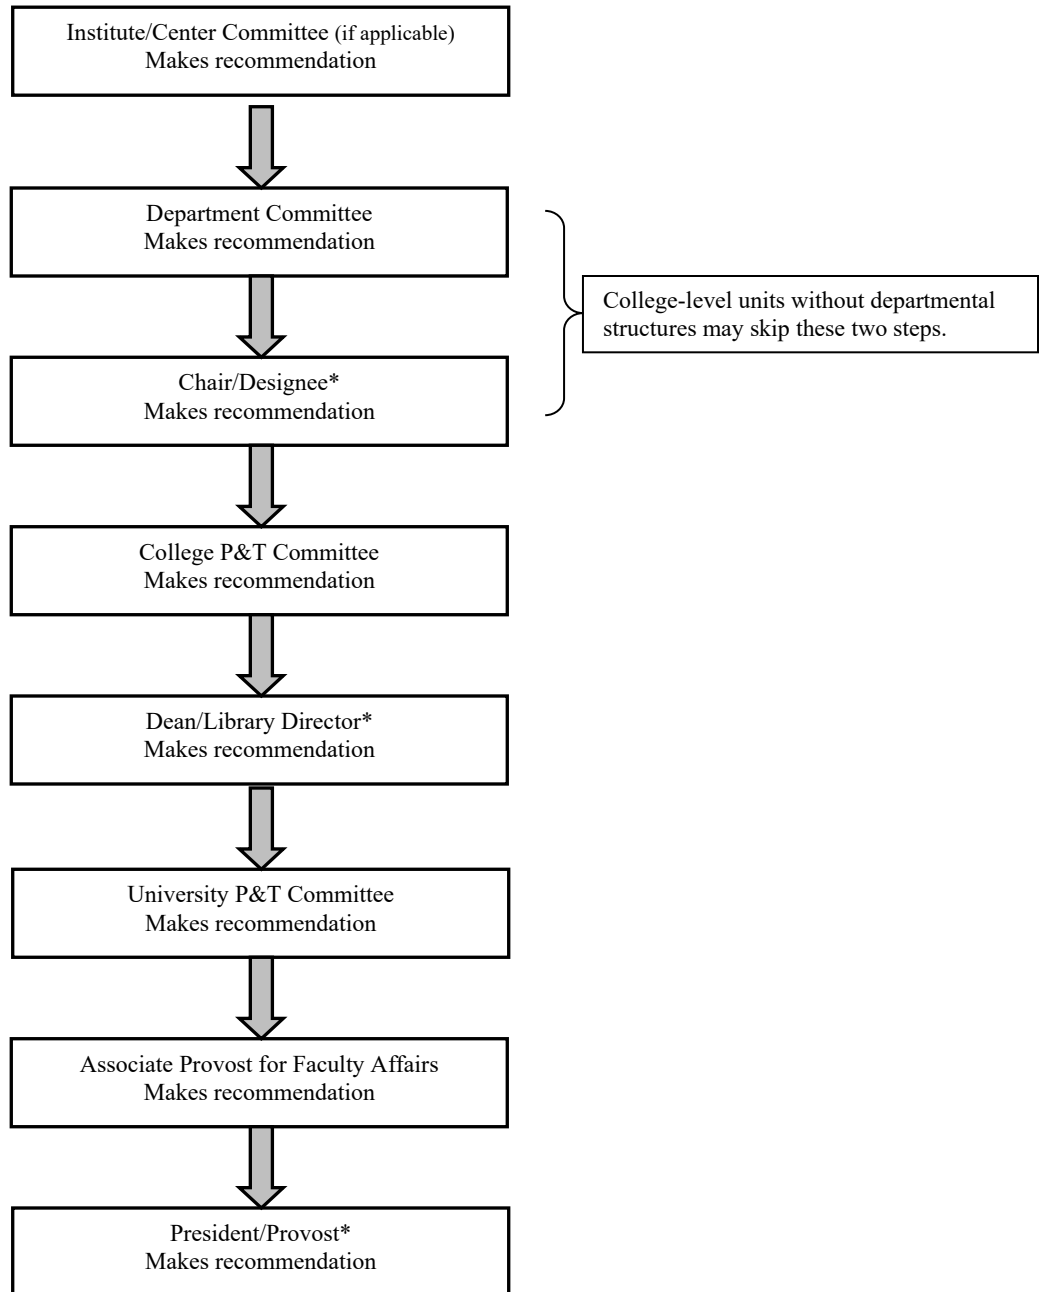 Institute/Center Committee (if applicable)
Makes recommendation
Department Committee
Makes recommendation
College-level units without departmental
structures may skip these two steps.
Chair/Designee*
Makes recommendation
College P&T Committee
Makes recommendation
Dean/Library Director*
Makes recommendation
University P&T Committee
Makes recommendation
Associate Provost for Faculty Affairs
Makes recommendation
President/Provost*
Makes recommendation